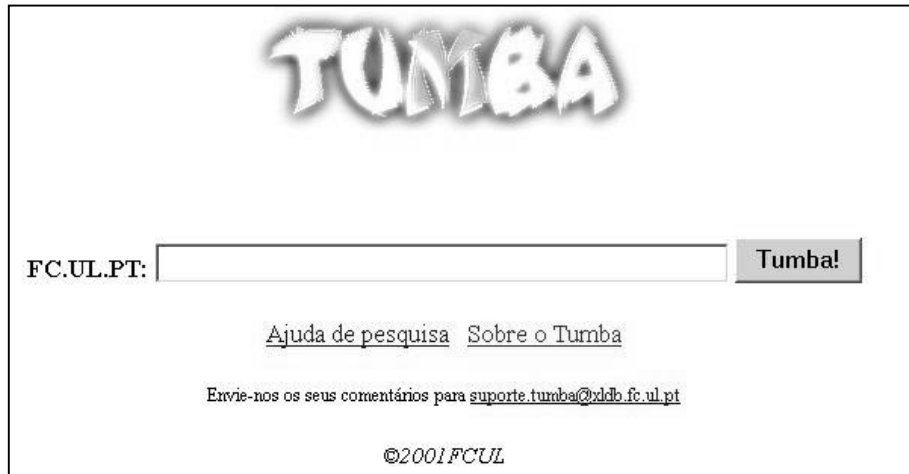 TUMBA
FC.UL.PT: Tumba!
Ajuda de pesquisa Sobre o Tumba
Envie-nos os seus comentários para suporte.tumba@xldb.fc.ul.pt
©2001FCUL